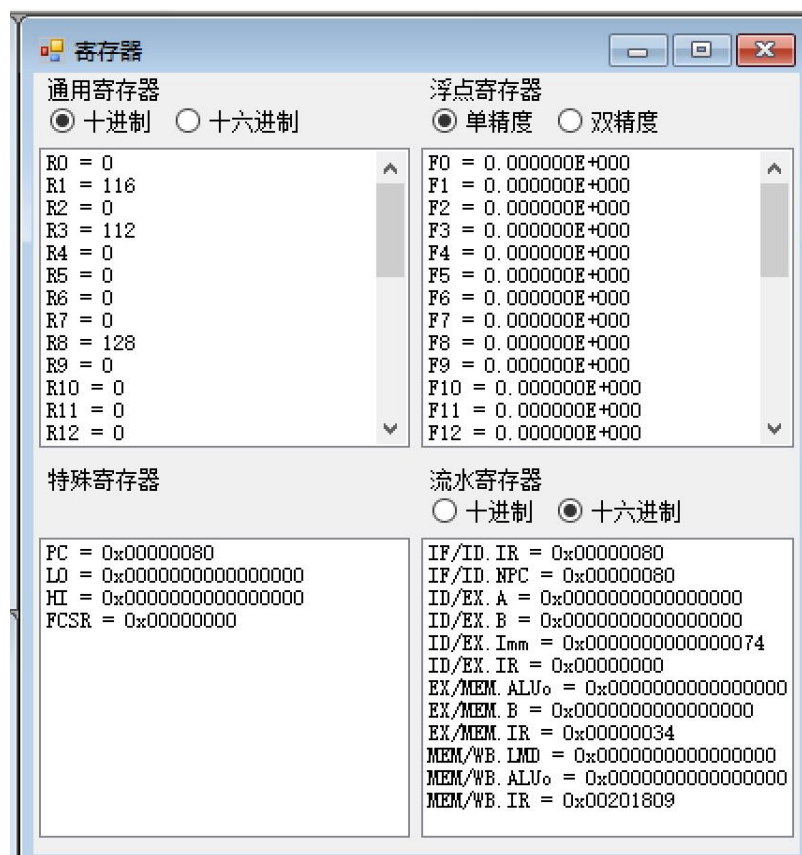 寄存器
通用寄存器
十进制 十六进制
R0 = 0
R1 = 116
R2 = 0
R3 = 112
R4 = 0
R5 = 0
R6 = 0
R7 = 0
R8 = 128
R9 = 0
R10 = 0
R11 = 0
R12 = 0
浮点寄存器
单精度 双精度
F0 = 0.000000E+000
F1 = 0.000000E+000
F2 = 0.000000E+000
F3 = 0.000000E+000
F4 = 0.000000E+000
F5 = 0.000000E+000
F6 = 0.000000E+000
F7 = 0.000000E+000
F8 = 0.000000E+000
F9 = 0.000000E+000
F10 = 0.000000E+000
F11 = 0.000000E+000
F12 = 0.000000E+000
特殊寄存器
PC = 0x00000080
LO = 0x0000000000000000
HI = 0x0000000000000000
FCSR = 0x00000000
流水寄存器
十进制 十六进制
IF/ID.IR = 0x00000080
IF/ID.NPC = 0x00000080
ID/EX.A = 0x0000000000000000
ID/EX.B = 0x0000000000000000
ID/EX.Imm = 0x0000000000000074
ID/EX.IR = 0x00000000
EX/MEM.ALUo = 0x0000000000000000
EX/MEM.B = 0x0000000000000000
EX/MEM.IR = 0x00000034
MEM/WB.LMD = 0x0000000000000000
MEM/WB.ALUo = 0x0000000000000000
MEM/WB.IR = 0x00201809